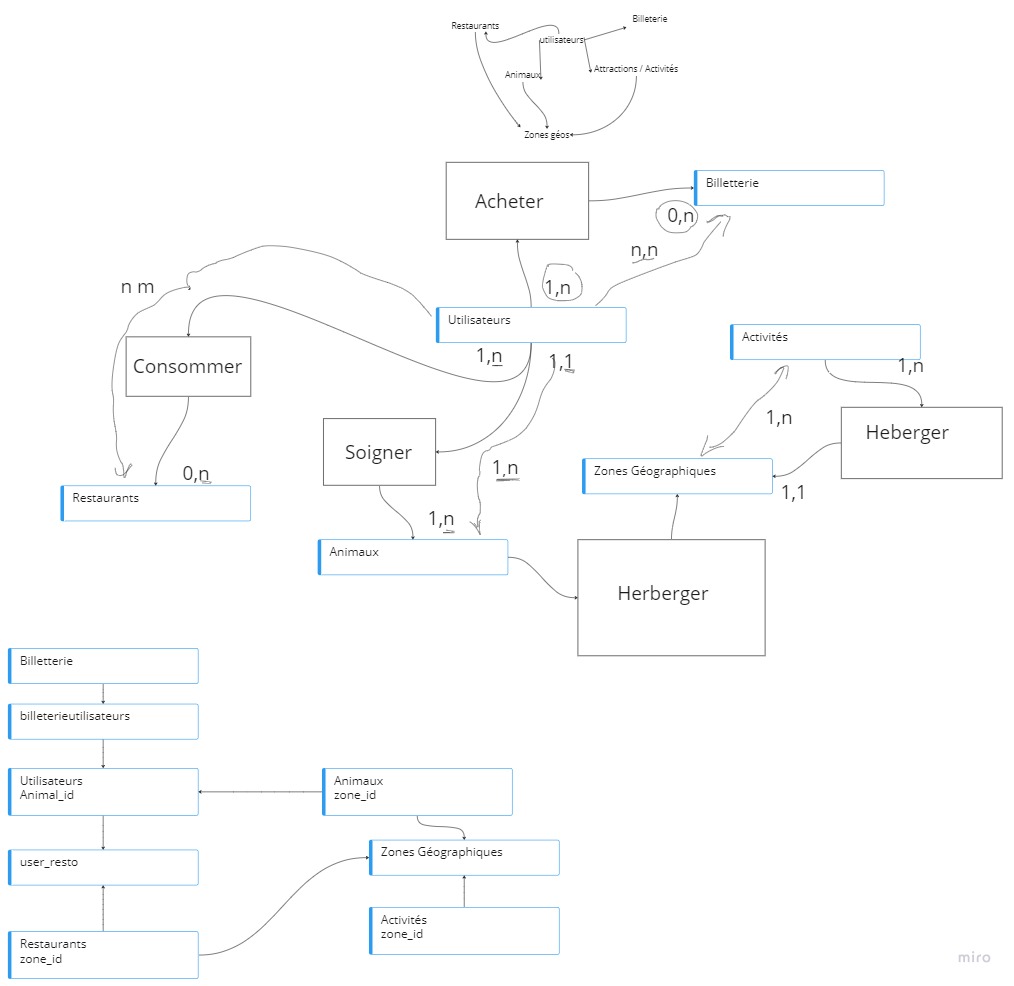 Billeterie
Restaurants
utilisateurs
Animaux
Attractions / Activités
Zones géos
Acheter
Billetterie
0,n
n,n
1,n
n m
Utilisateurs
1,n
1,1
Activités
1,n
Consommer
Heberger
1,n
Soigner
Zones Géographiques
1,n
0,n
1,1
Restaurants
1,n
Animaux
Herberger
Billetterie
billeterieutilisateurs
Utilisateurs
Animal_id
Animaux
zone_id
user_resto
Zones Géographiques
Activités
zone_id
Restaurants
zone_id
miro